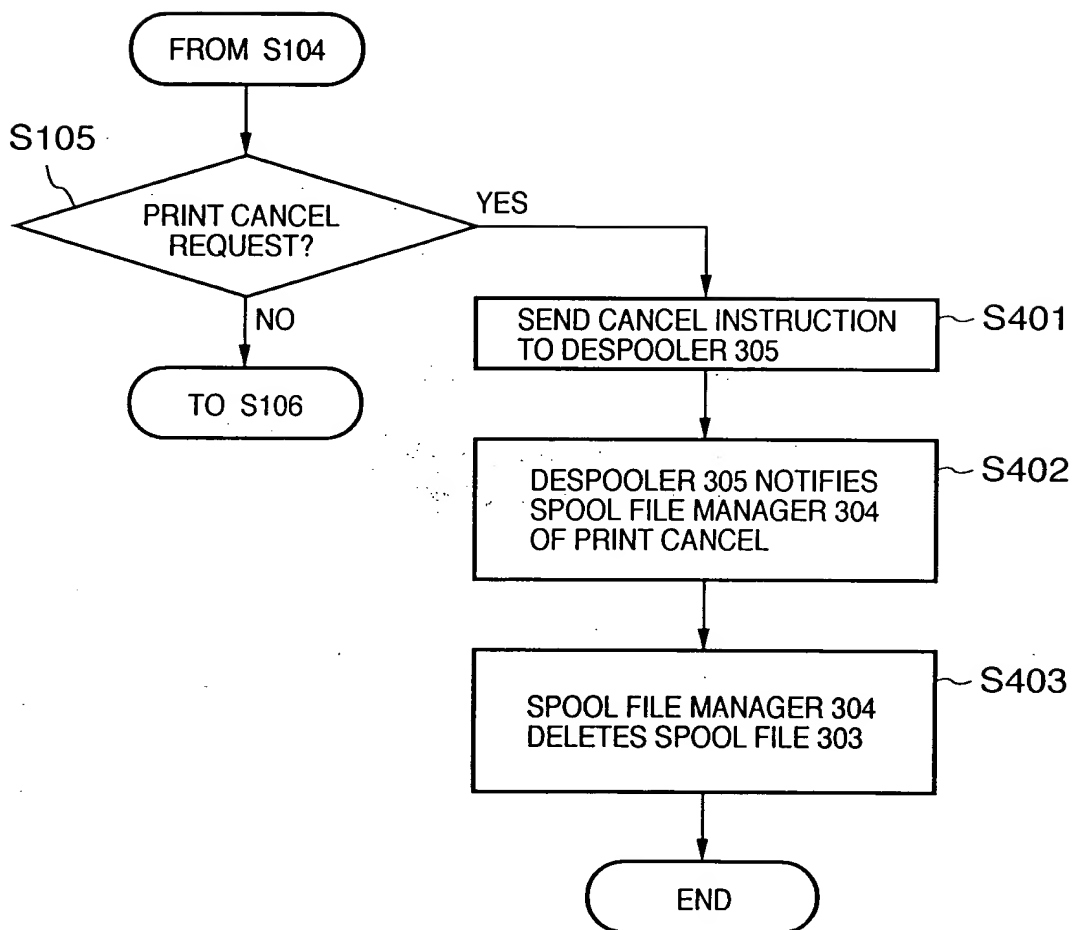 FROM S104
S105
PRINT CANCEL
REQUEST?
YES
NO
TO S106
SEND CANCEL INSTRUCTION
TO DESPOOLER 305
S401
DESPOOLER 305 NOTIFIES
SPOOL FILE MANAGER 304
OF PRINT CANCEL
S402
SPOOL FILE MANAGER 304
DELETES SPOOL FILE 303
S403
END